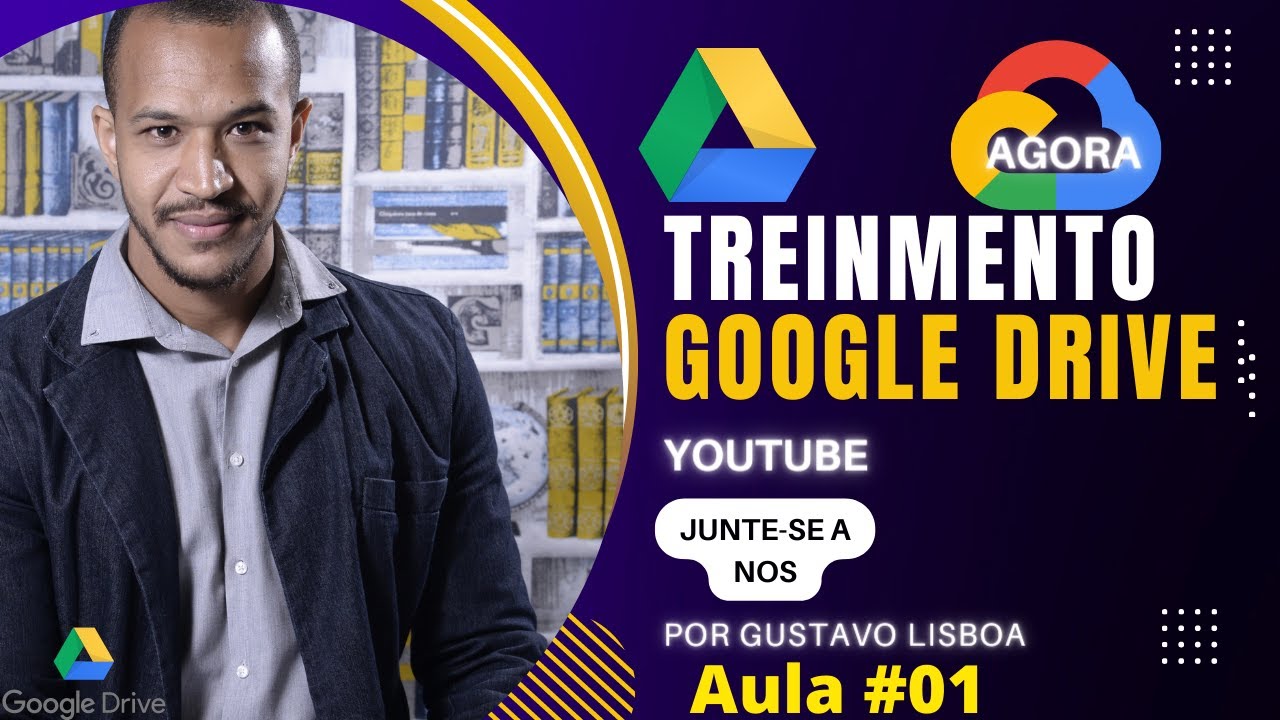 AGORA
TREINMENTO
GOOGLE DRIVE
YOUTUBE
JUNTE-SE A
NOS
POR GUSTAVO LISBOA
Aula #01
Google Drive